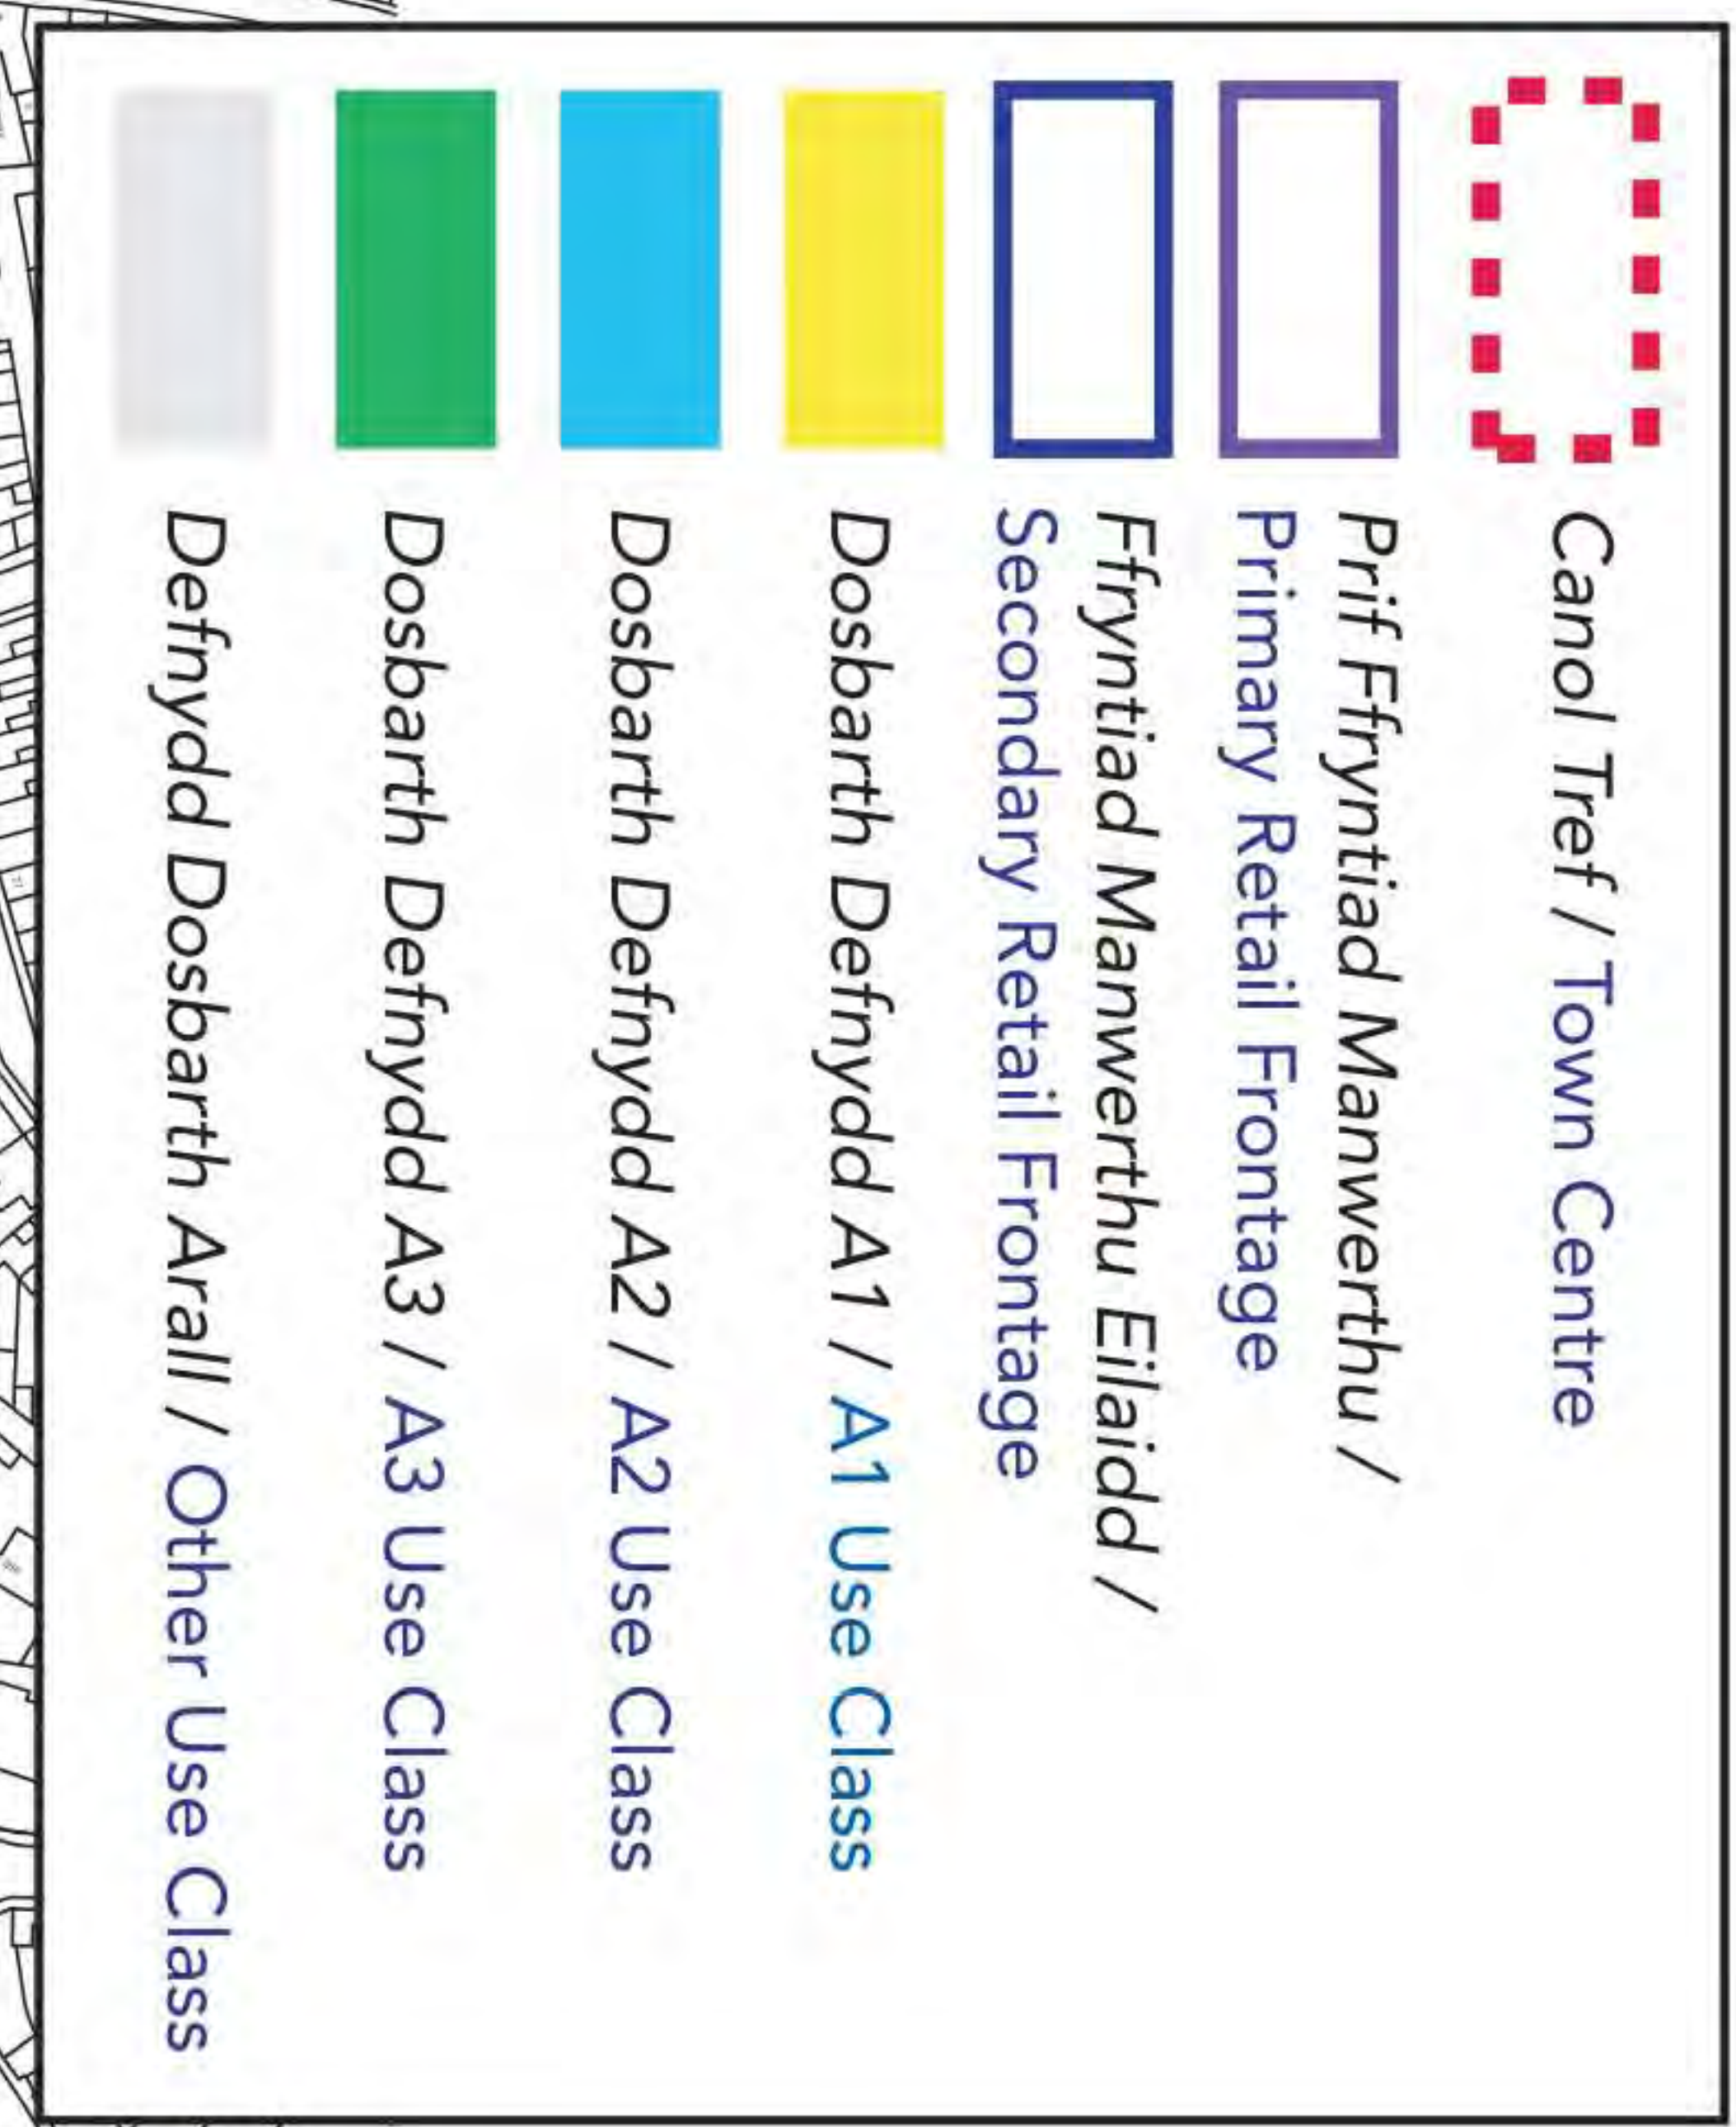 Canol Tref / Town Centre
Prif Ffryntiad Manwerthu /
Primary Retail Frontage
Ffryntiad Manwerthu Eilaidd /
Secondary Retail Frontage
Dosbarth Defnydd A1 / A1 Use Class
Dosbarth Defnydd A2 / A2 Use Class
Dosbarth Defnydd A3 / A3 Use Class
Defnydd Dosbarth Arall / Other Use Class